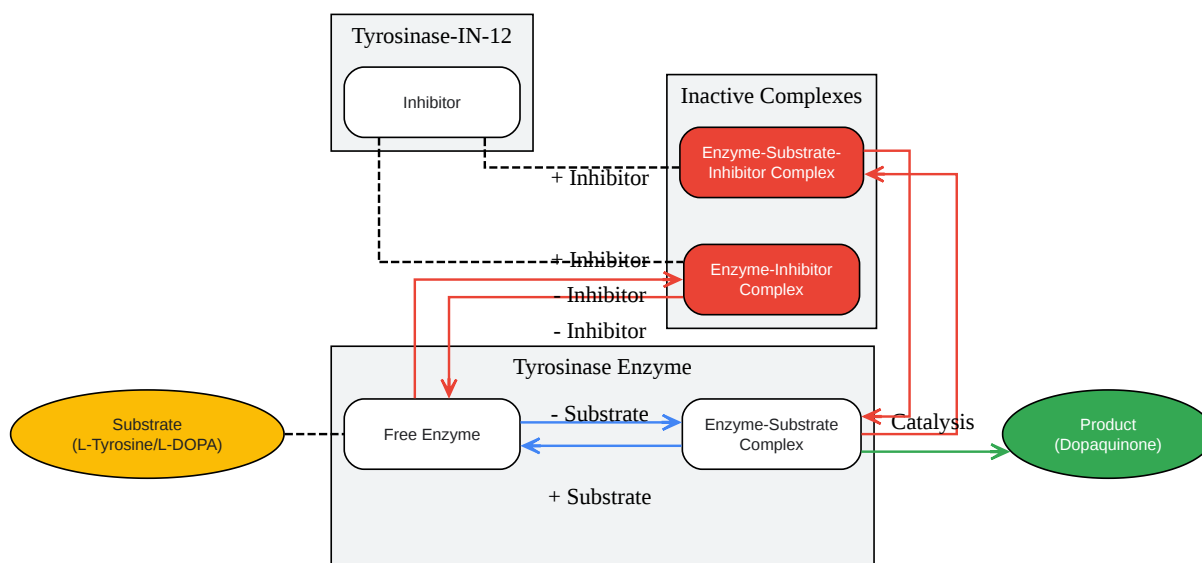 Tyrosinase-IN-12
Inhibitor
Inactive Complexes
Enzyme-Substrate-
Inhibitor Complex
+ Inhibitor
+ Inhibitor
Enzyme-Inhibitor
Complex
- Inhibitor
- Inhibitor
Tyrosinase Enzyme
Substrate
(L-Tyrosine/L-DOPA)
Free Enzyme
- Substrate
Enzyme-Substrate
Complex
Catalysis
Product
(Dopaquinone)
+ Substrate